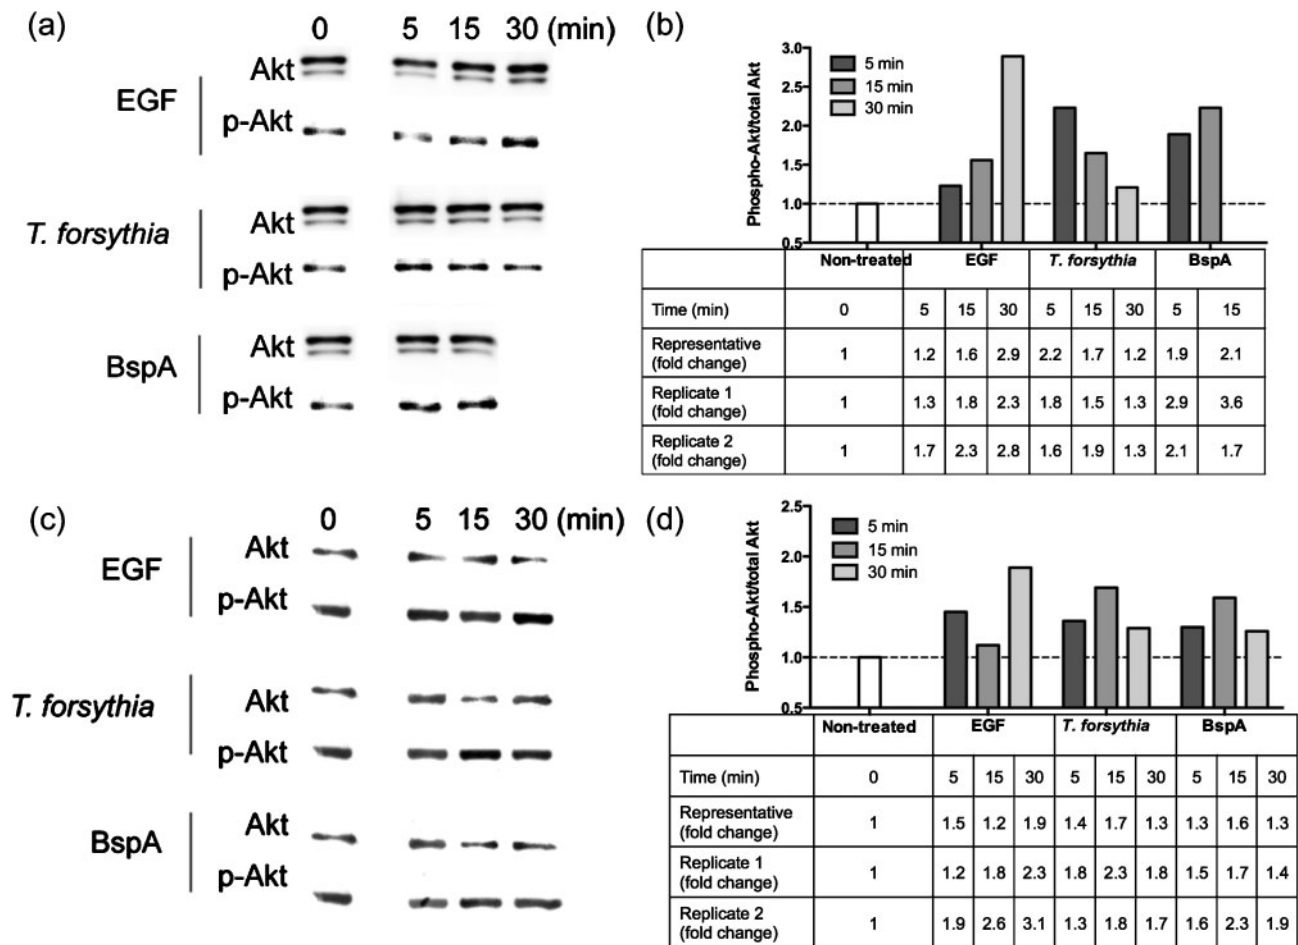 (a)
0 5 15 30 (min)
EGF
Akt
p-Akt
T. forsythia
Akt
p-Akt
BspA
Akt
p-Akt
(b)
Phospho-Akt/total Akt
3.0
2.5
2.0
1.5
1.0
0.5
5 min
15 min
30 min
Non-treated EGF T. forsythia BspA
Time (min) 0 5 15 30 5 15 30 5 15
Representative
(fold change) 1 1.2 1.6 2.9 2.2 1.7 1.2 1.9 2.1
Replicate 1
(fold change) 1 1.3 1.8 2.3 1.8 1.5 1.3 2.9 3.6
Replicate 2
(fold change) 1 1.7 2.3 2.8 1.6 1.9 1.3 2.1 1.7
(c)
0 5 15 30 (min)
EGF
Akt
p-Akt
T. forsythia
Akt
p-Akt
BspA
Akt
p-Akt
(d)
Phospho-Akt/total Akt
2.5
2.0
1.5
1.0
0.5
5 min
15 min
30 min
Non-treated EGF T. forsythia BspA
Time (min) 0 5 15 30 5 15 30 5 15 30
Representative
(fold change) 1 1.5 1.2 1.9 1.4 1.7 1.3 1.3 1.6 1.3
Replicate 1
(fold change) 1 1.2 1.8 2.3 1.8 2.3 1.8 1.5 1.7 1.4
Replicate 2
(fold change) 1 1.9 2.6 3.1 1.3 1.8 1.7 1.6 2.3 1.9